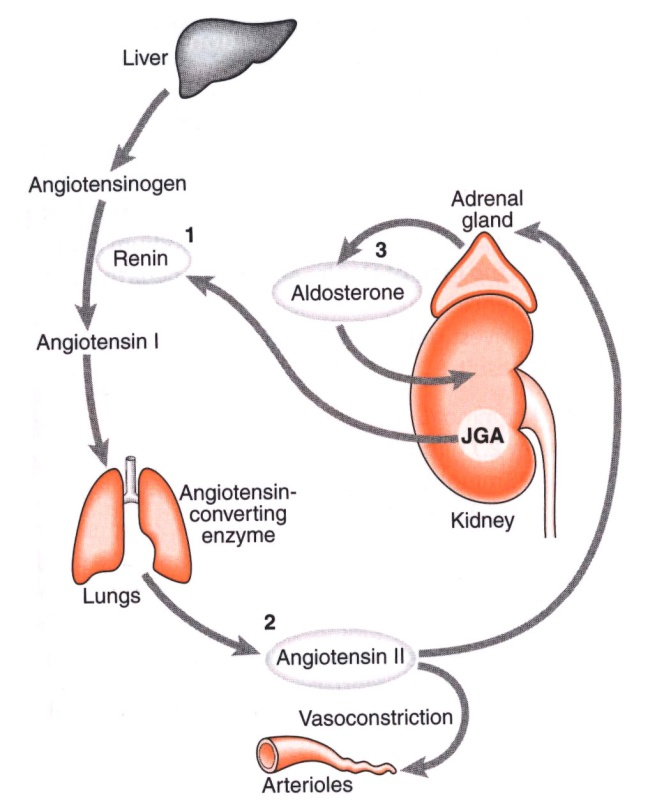 Liver
Angiotensinogen
Adrenal
gland
1
Renin
3
Aldosterone
Angiotensin I
JGA
Angiotensin-
converting
enzyme
Kidney
Lungs
2
Angiotensin II
Vasoconstriction
Arterioles